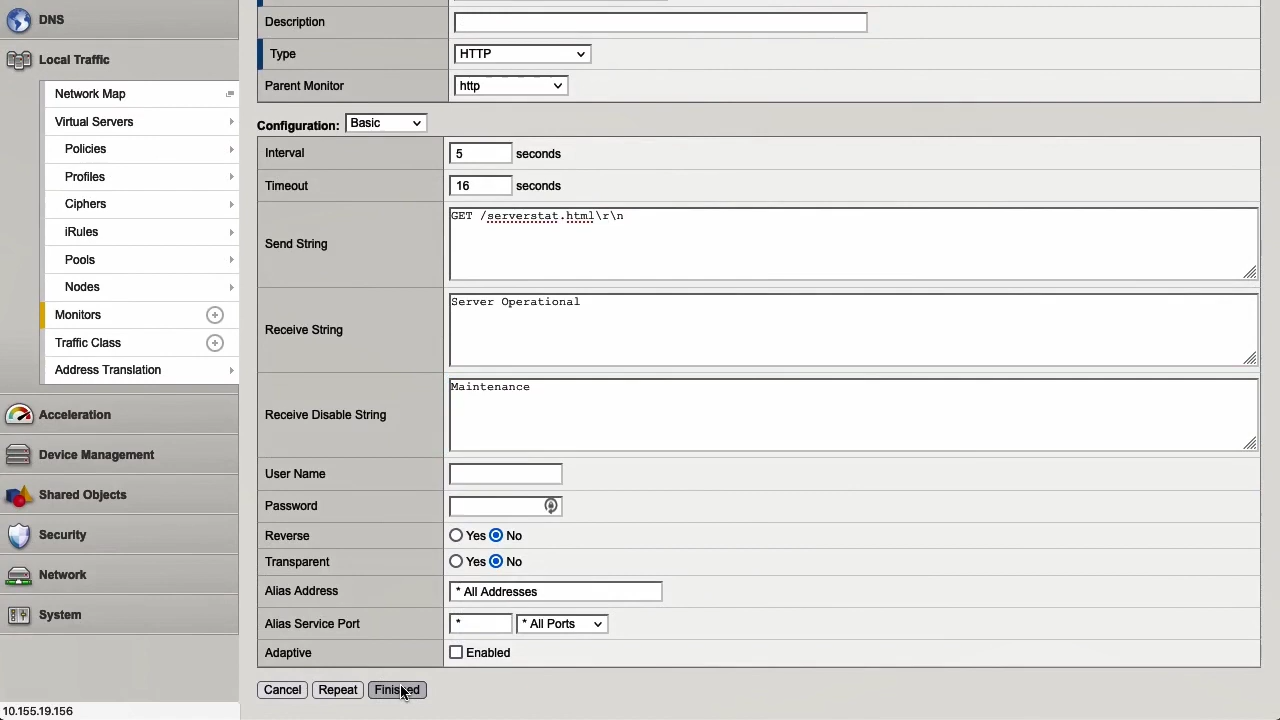 DNS
Local Traffic
Network Map
Virtual Servers
Policies
Profiles
Ciphers
iRules
Pools
Nodes
Monitors
Traffic Class
Address Translation
Acceleration
Device Management
Shared Objects
Security
Network
System
10.155.19.156
Description
Type HTTP
Parent Monitor http
Configuration: Basic
Interval 5 seconds
Timeout 16 seconds
Send String GET /serverstat.html\r\n
Receive String Server Operational
Receive Disable String Maintenance
User Name
Password
Reverse Yes No
Transparent Yes No
Alias Address * All Addresses
Alias Service Port * * All Ports
Adaptive Enabled
Cancel Repeat Finished